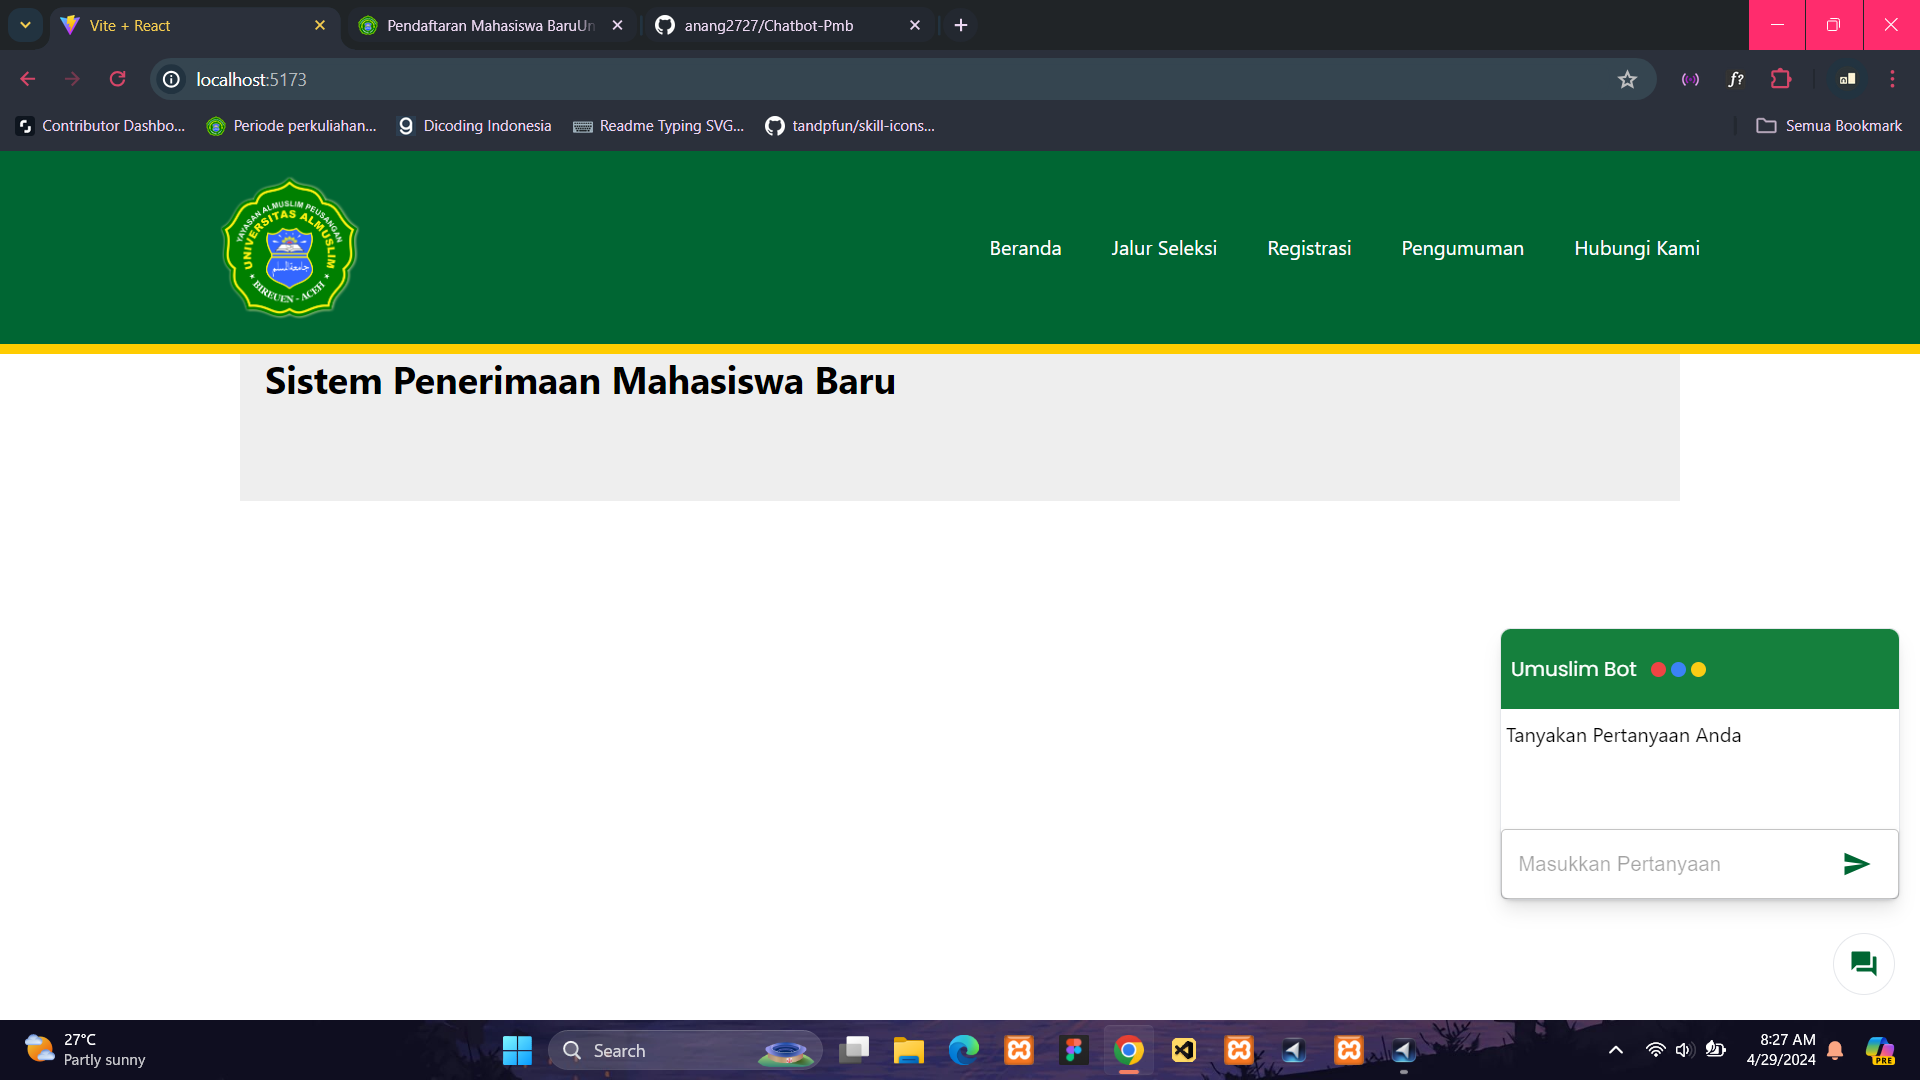 Vite + React
Pendaftaran Mahasiswa BaruUn
anang2727/Chatbot-Pmb
localhost:5173
f?
Contributor Dashbo...
Periode perkuliahan...
Dicoding Indonesia
Readme Typing SVG...
tandpfun/skill-icons...
Semua Bookmark
YAYASAN ALMUSLIM PEUSANGAN
UNIVERSITAS ALMUSLIM
جامعة المسلم
BIREUEN - ACEH
Beranda
Jalur Seleksi
Registrasi
Pengumuman
Hubungi Kami
Sistem Penerimaan Mahasiswa Baru
Umuslim Bot
Tanyakan Pertanyaan Anda
Masukkan Pertanyaan
27°C
Partly sunny
Search
8:27 AM
4/29/2024
PRE